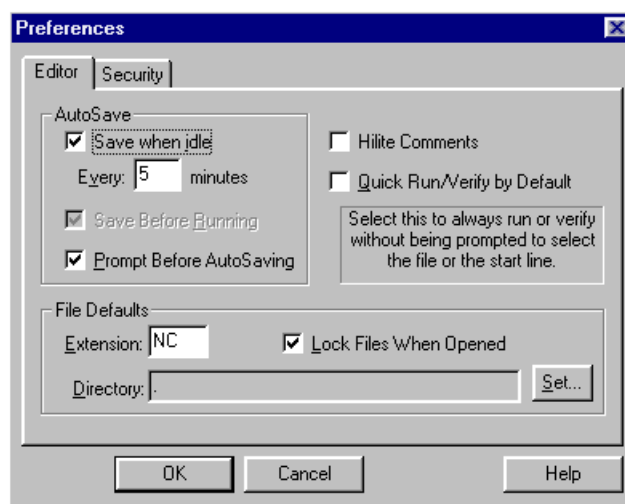 Preferences
Editor
Security
AutoSave
Save when idle
Every: 5 minutes
Save Before Running
Prompt Before AutoSaving
Hilite Comments
Quick Run/Verify by Default
Select this to always run or verify
without being prompted to select
the file or the start line.
File Defaults
Extension: NC
Lock Files When Opened
Directory: .
Set...
OK
Cancel
Help